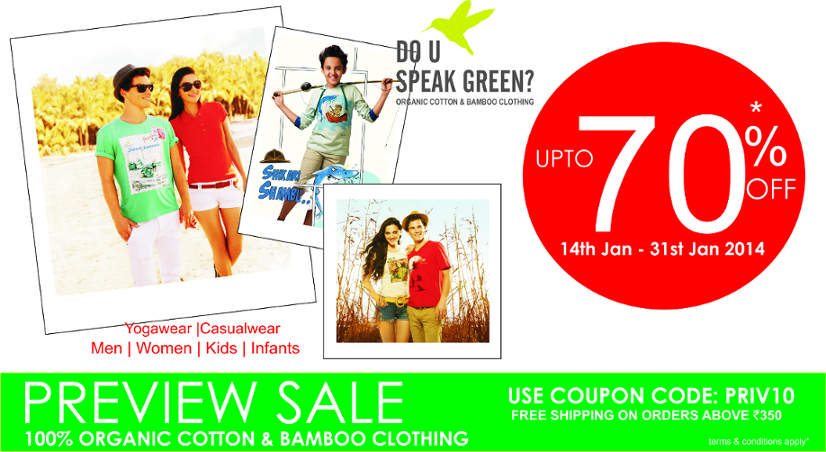 DO U
SPEAK GREEN?
ORGANIC COTTON & BAMBOO CLOTHING
UPTO 70% OFF*
14th Jan - 31st Jan 2014
SHIKARI
SHAMBU..
Yogawear |Casualwear
Men | Women | Kids | Infants
PREVIEW SALE
100% ORGANIC COTTON & BAMBOO CLOTHING
USE COUPON CODE: PRIV10
FREE SHIPPING ON ORDERS ABOVE ₹350
terms & conditions apply*